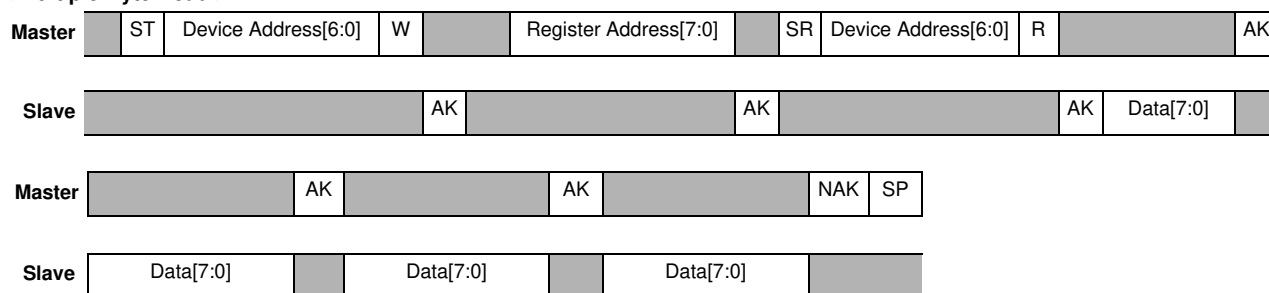 Master ST Device Address[6:0] W Register Address[7:0] SR Device Address[6:0] R AK
Slave AK AK AK Data[7:0]
Master AK AK NAK SP
Slave Data[7:0] Data[7:0] Data[7:0]